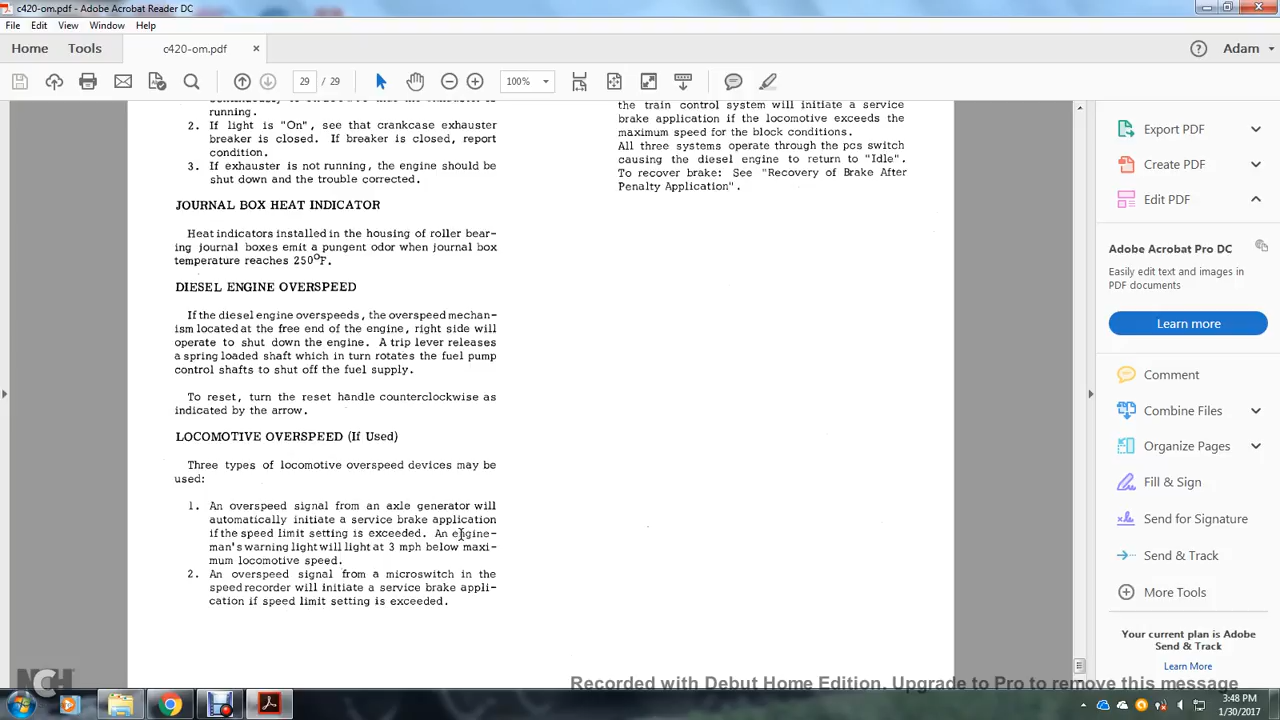 c420-om.pdf - Adobe Acrobat Reader DC
File Edit View Window Help
Home Tools c420-om.pdf × Adam
29 / 29 100%
running.
2. If light is "On", see that crankcase exhauster
breaker is closed. If breaker is closed, report
condition.
3. If exhauster is not running, the engine should be
shut down and the trouble corrected.
JOURNAL BOX HEAT INDICATOR
Heat indicators installed in the housing of roller bear-
ing journal boxes emit a pungent odor when journal box
temperature reaches 250°F.
DIESEL ENGINE OVERSPEED
If the diesel engine overspeeds, the overspeed mechan-
ism located at the free end of the engine, right side will
operate to shut down the engine. A trip lever releases
a spring loaded shaft which in turn rotates the fuel pump
control shafts to shut off the fuel supply.
To reset, turn the reset handle counterclockwise as
indicated by the arrow.
LOCOMOTIVE OVERSPEED (If Used)
Three types of locomotive overspeed devices may be
used:
1. An overspeed signal from an axle generator will
automatically initiate a service brake application
if the speed limit setting is exceeded. An engine-
man's warning light will light at 3 mph below maxi-
mum locomotive speed.
2. An overspeed signal from a microswitch in the
speed recorder will initiate a service brake appli-
cation if speed limit setting is exceeded.
the train control system will initiate a service
brake application if the locomotive exceeds the
maximum speed for the block conditions.
All three systems operate through the pcs switch
causing the diesel engine to return to "Idle".
To recover brake: See "Recovery of Brake After
Penalty Application".
Export PDF
Create PDF
Edit PDF
Adobe Acrobat Pro DC
Easily edit text and images in
PDF documents
Learn more
Comment
Combine Files
Organize Pages
Fill & Sign
Send for Signature
Send & Track
More Tools
Your current plan is Adobe
Send & Track
Learn More
NCH
Recorded with Debut Home Edition. Upgrade to Pro to remove this message
3:48 PM
1/30/2017